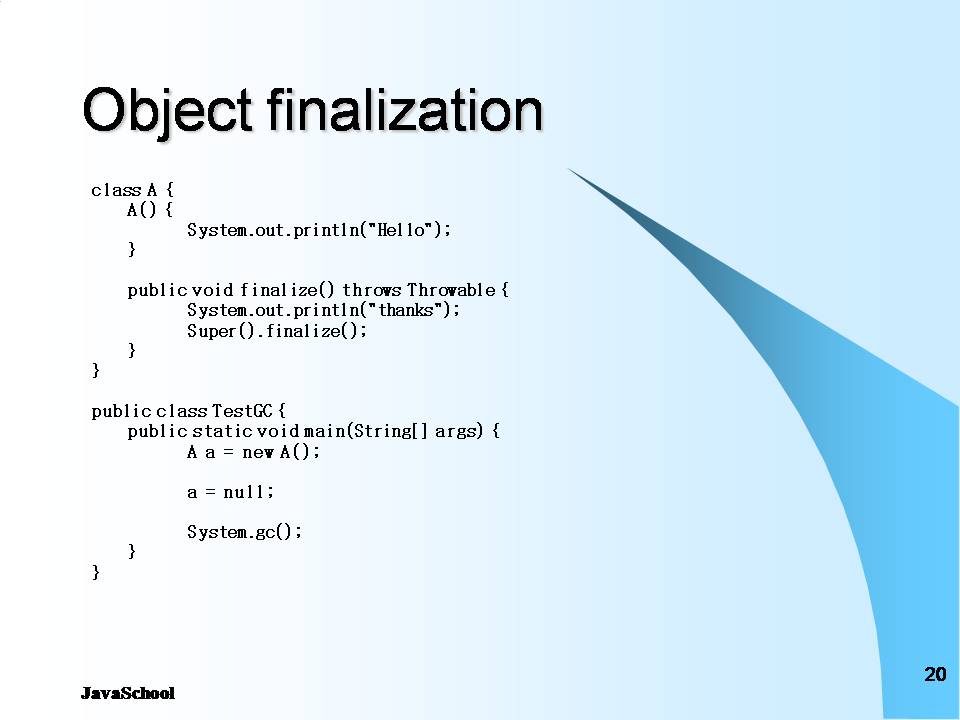 Object finalization
class A {
A() {
System.out.println("Hello");
}
public void finalize() throws Throwable {
System.out.println("thanks");
Super().finalize();
}
}
public class TestGC {
public static void main(String[] args) {
A a = new A();
a = null;
System.gc();
}
}
JavaSchool
20